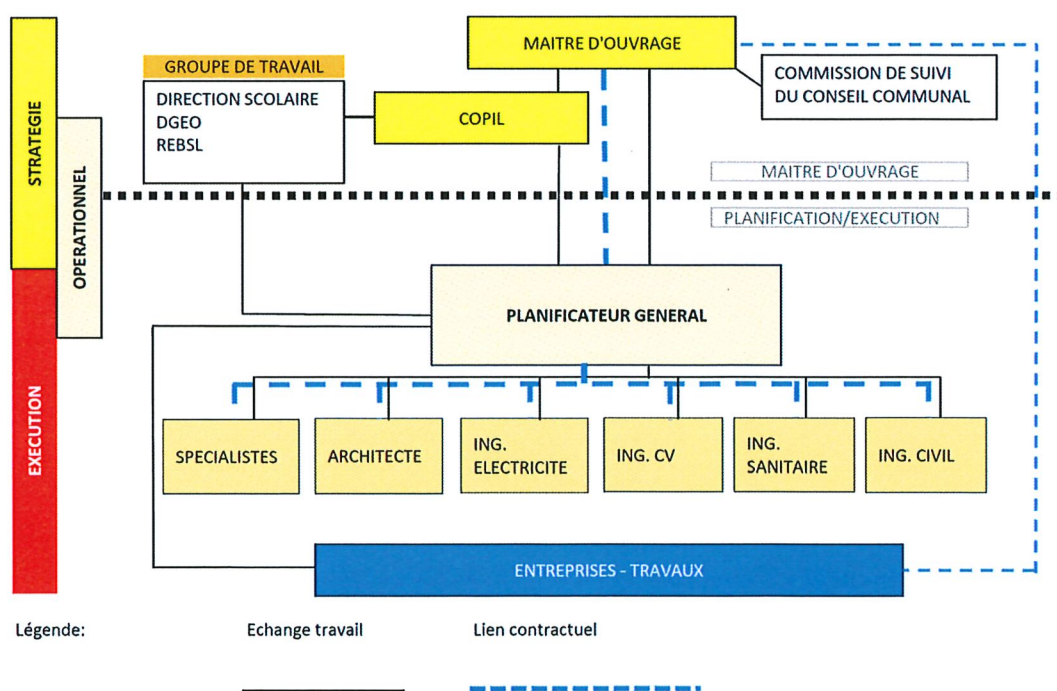 MAITRE D'OUVRAGE
GROUPE DE TRAVAIL
COMMISSION DE SUIVI
DU CONSEIL COMMUNAL
DIRECTION SCOLAIRE
DGEO
REBSL
COPIL
STRATEGIE
OPERATIONNEL
MAITRE D'OUVRAGE
PLANIFICATION/EXECUTION
PLANIFICATEUR GENERAL
EXECUTION
SPECIALISTES
ARCHITECTE
ING.
ELECTRICITE
ING. CV
ING.
SANITAIRE
ING. CIVIL
ENTREPRISES - TRAVAUX
Légende:
Echange travail
Lien contractuel